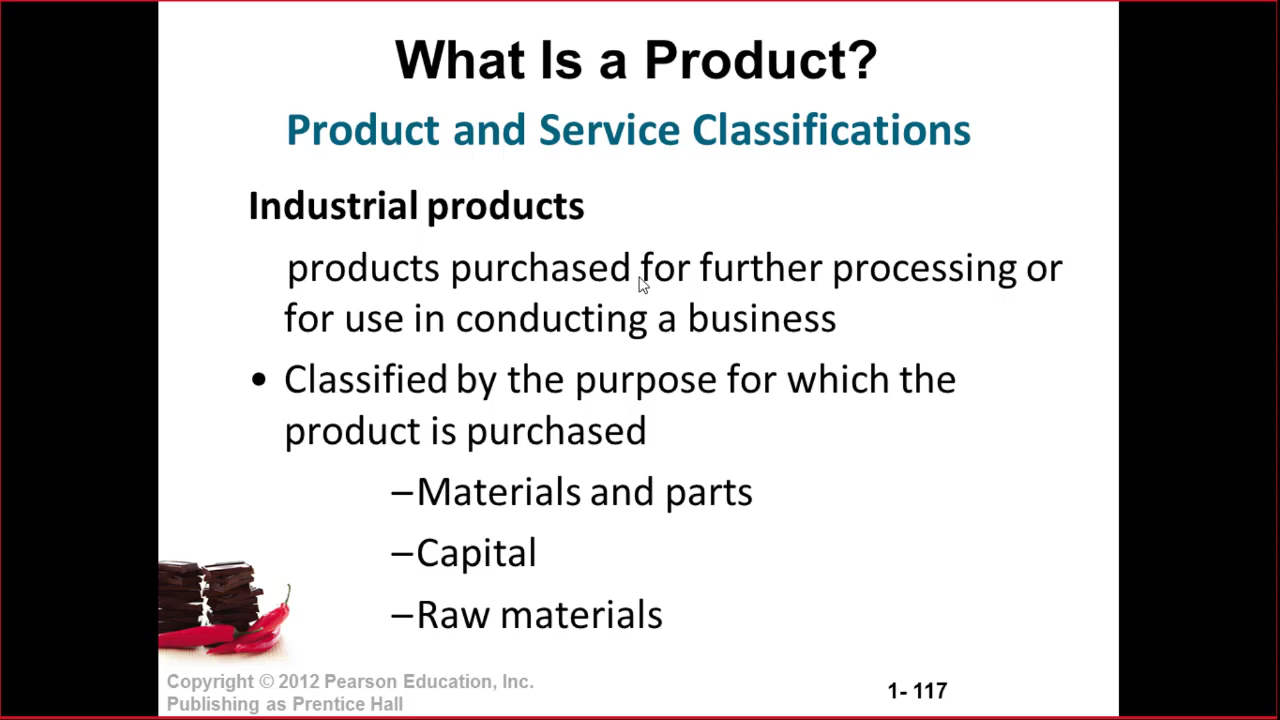 What Is a Product?
Product and Service Classifications
Industrial products
products purchased for further processing or
for use in conducting a business
• Classified by the purpose for which the
product is purchased
–Materials and parts
–Capital
–Raw materials
Copyright © 2012 Pearson Education, Inc.
Publishing as Prentice Hall
1- 117